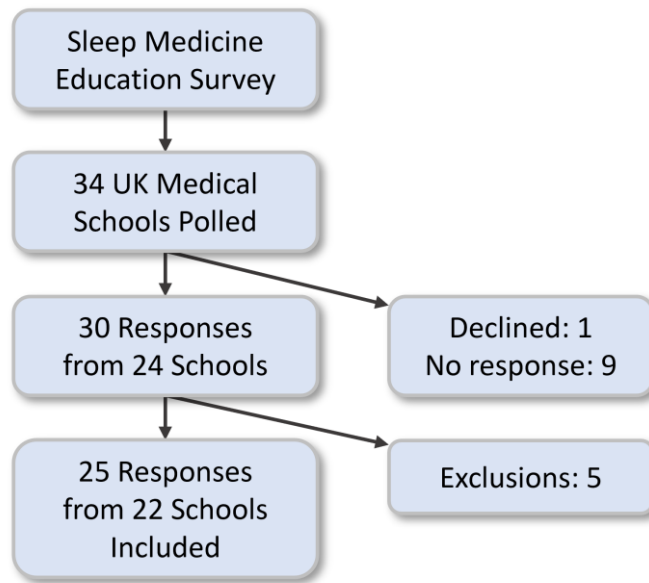 Sleep Medicine
Education Survey
34 UK Medical
Schools Polled
30 Responses
from 24 Schools
Declined: 1
No response: 9
25 Responses
from 22 Schools
Included
Exclusions: 5